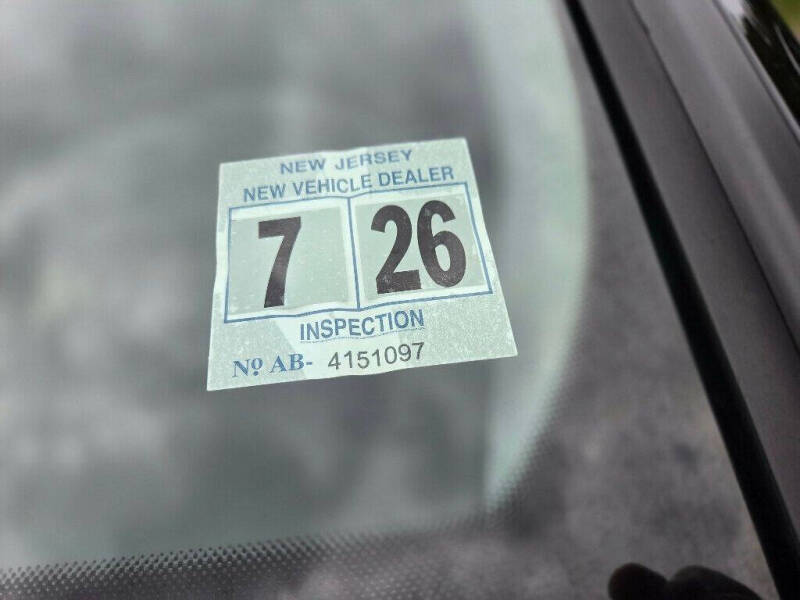 NEW JERSEY
NEW VEHICLE DEALER
7 26
INSPECTION
Nº AB- 4151097